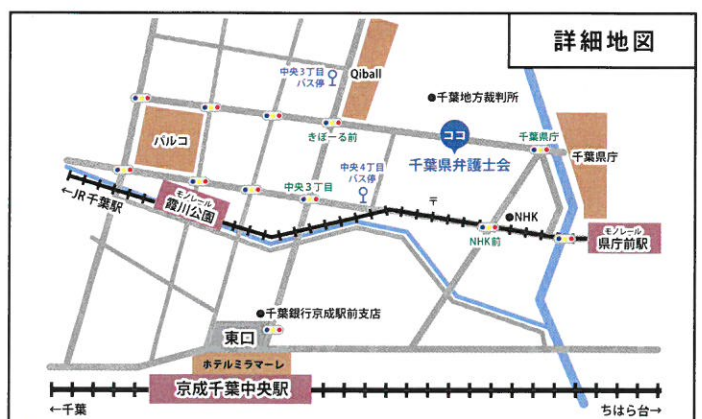 詳細地図
中央3丁目
バス停
Qiball
千葉地方裁判所
パルコ
きぼーる前
ココ
千葉県庁
千葉県弁護士会
千葉県庁
中央4丁目
バス停
中央3丁目
←JR千葉駅
モノレール
霞川公園
〒
NHK
NHK前
モノレール
県庁前駅
千葉銀行京成駅前支店
東口
ホテルミラマーレ
京成千葉中央駅
←千葉
ちはら台→